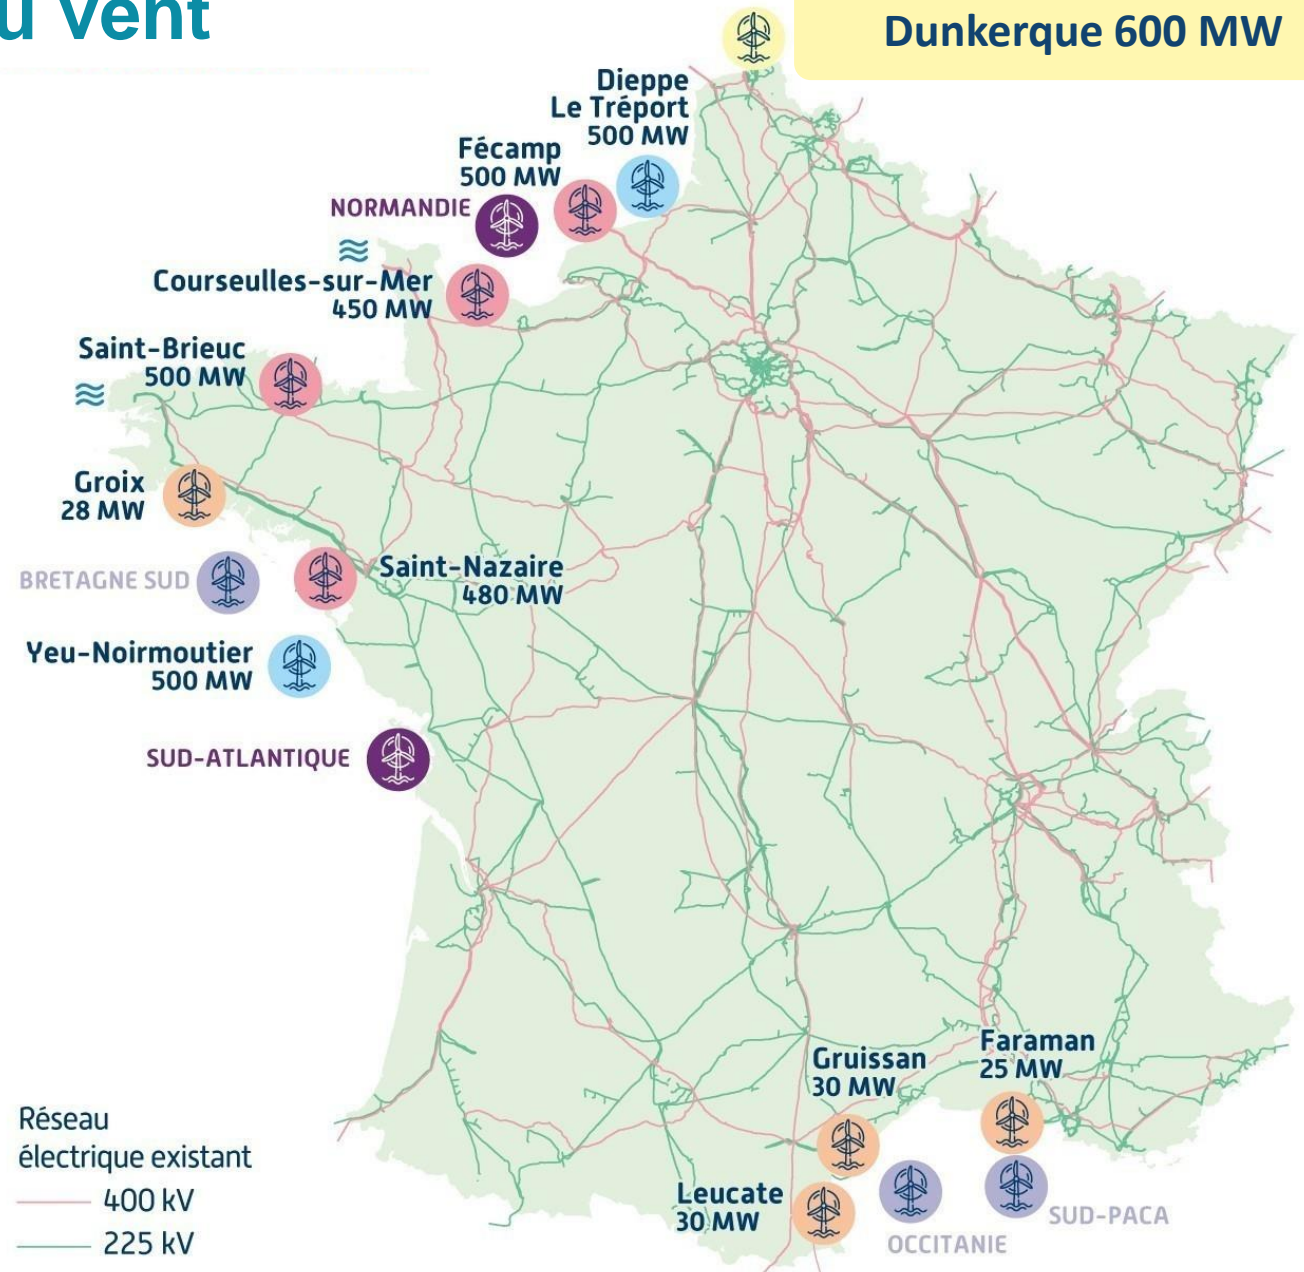 u vent
Dunkerque 600 MW
Dieppe
Le Tréport
500 MW
Fécamp
500 MW
NORMANDIE
Courseulles-sur-Mer
450 MW
Saint-Brieuc
500 MW
Groix
28 MW
BRETAGNE SUD
Saint-Nazaire
480 MW
Yeu-Noirmoutier
500 MW
SUD-ATLANTIQUE
Faraman
25 MW
Gruissan
30 MW
Leucate
30 MW
SUD-PACA
OCCITANIE
Réseau
électrique existant
400 kV
225 kV